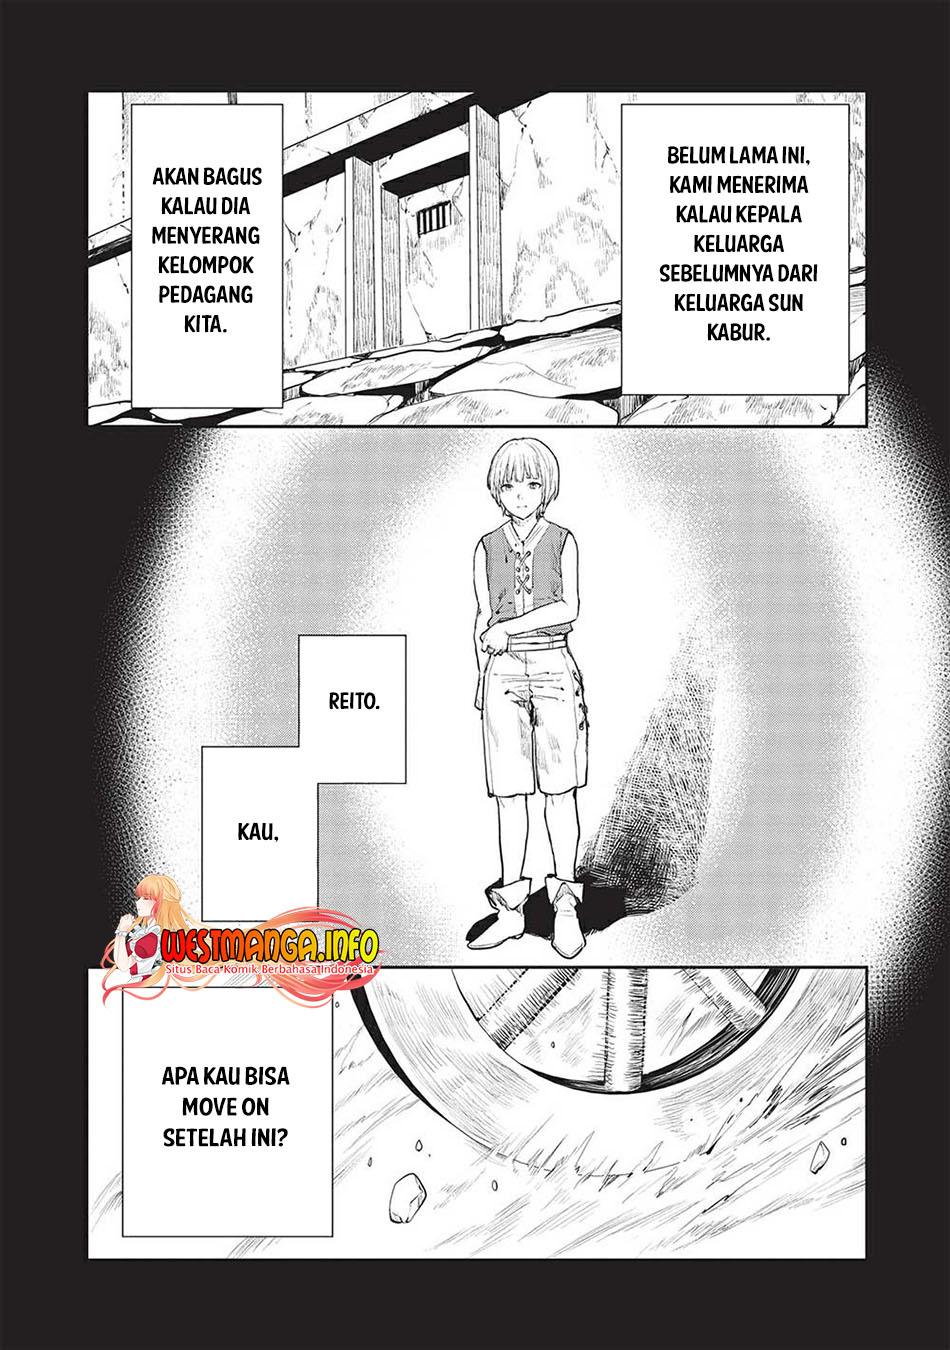 BELUM LAMA INI,
KAMI MENERIMA
KALAU KEPALA
KELUARGA
SEBELUMNYA DARI
KELUARGA SUN
KABUR.
AKAN BAGUS
KALAU DIA
MENYERANG
KELOMPOK
PEDAGANG
KITA.
REITO.
KAU,
WESTMANGA.INFO
Situs Baca Komik Berbahasa Indonesia
APA KAU BISA
MOVE ON
SETELAH INI?